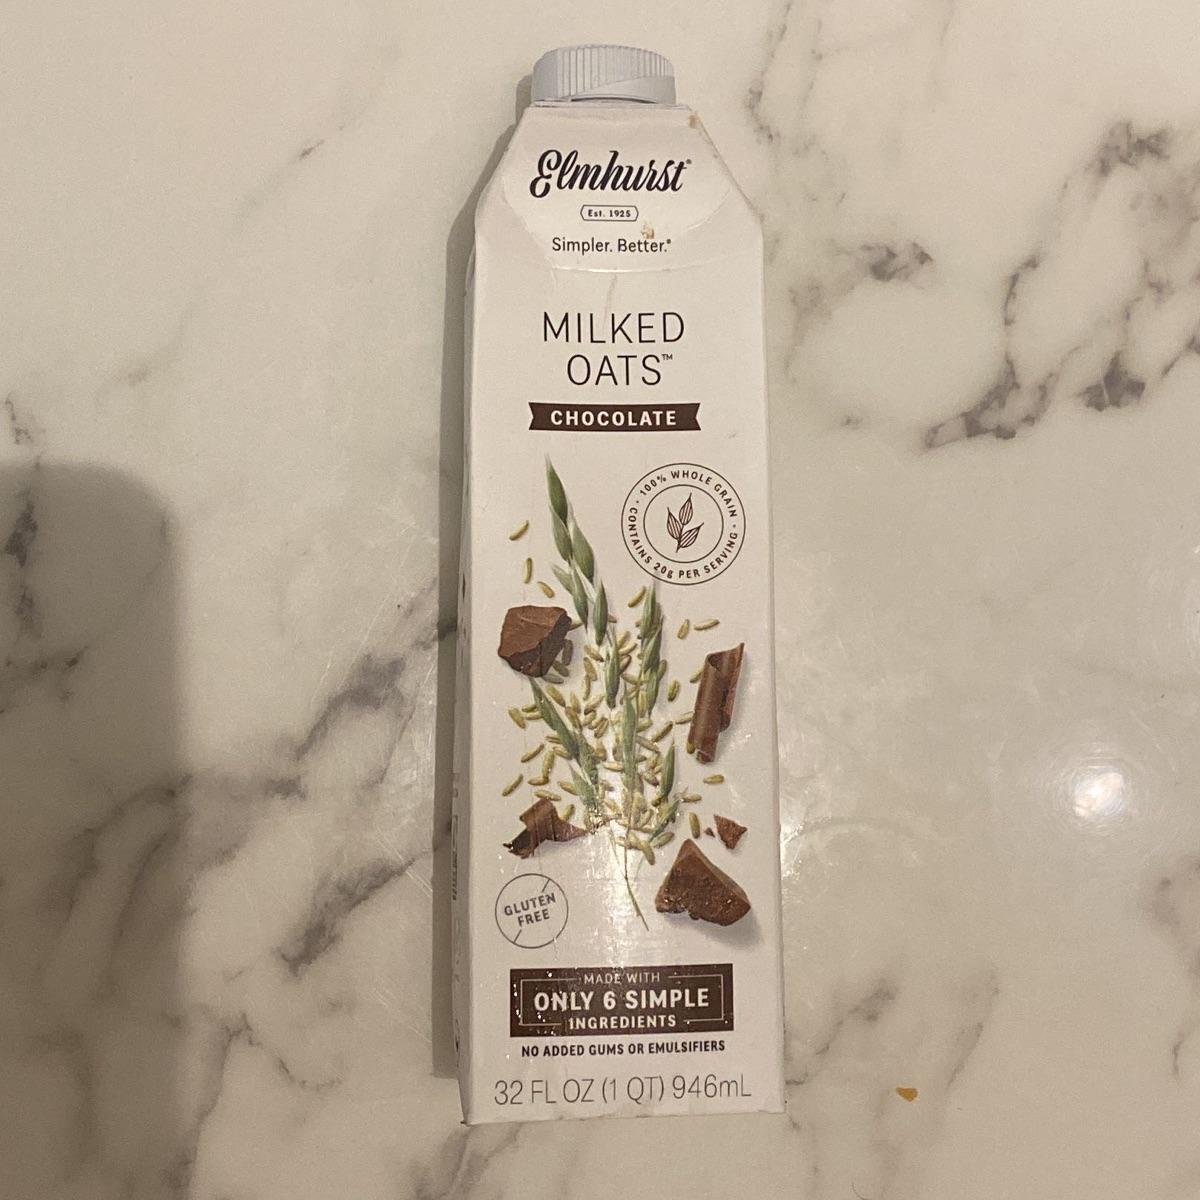 Elmhurst®
Est. 1925
Simpler. Better.®
MILKED
OATS™
CHOCOLATE
100% WHOLE GRAIN
CONTAINS 20g PER SERVING
GLUTEN
FREE
MADE WITH
ONLY 6 SIMPLE
INGREDIENTS
NO ADDED GUMS OR EMULSIFIERS
32 FL OZ (1 QT) 946mL